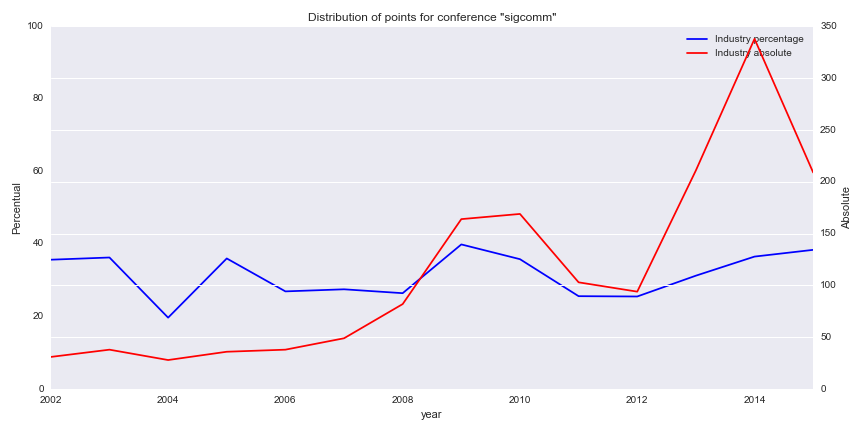 Distribution of points for conference "sigcomm"
Industry percentage
Industry absolute
100
80
60
40
20
0
Percentual
350
300
250
200
150
100
50
0
Absolute
2002 2004 2006 2008 2010 2012 2014
year